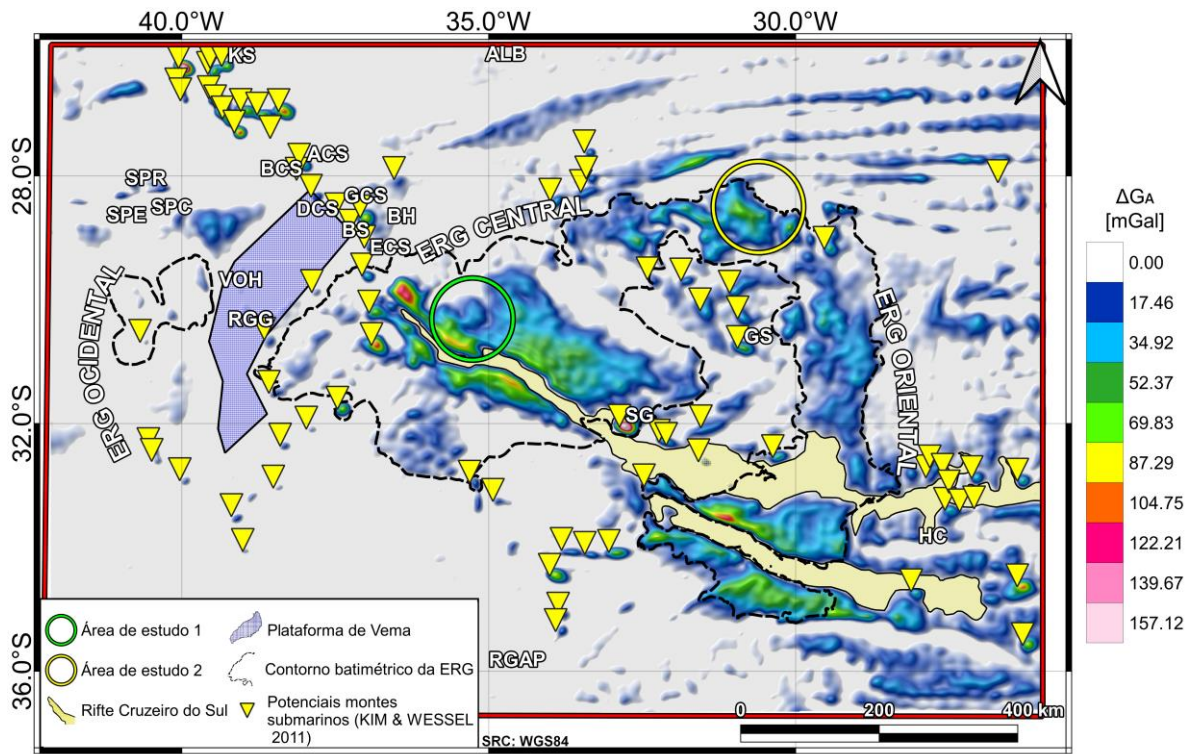 40.0°W 35.0°W 30.0°W
KS
ALB
28.0°S
ACS
BCS
SPR
SPE
SPC
DCS
GCS
BH
BS
ECS
ERG CENTRAL
ERG OCIDENTAL
VOH
RGG
GS
ERG ORIENTAL
32.0°S
SG
HC
36.0°S
RGAP
ΔGA
[mGal]
0.00
17.46
34.92
52.37
69.83
87.29
104.75
122.21
139.67
157.12
Área de estudo 1
Área de estudo 2
Rifte Cruzeiro do Sul
Plataforma de Vema
Contorno batimétrico da ERG
Potenciais montes
submarinos (KIM & WESSEL
2011)
SRC: WGS84
0 200 400 km